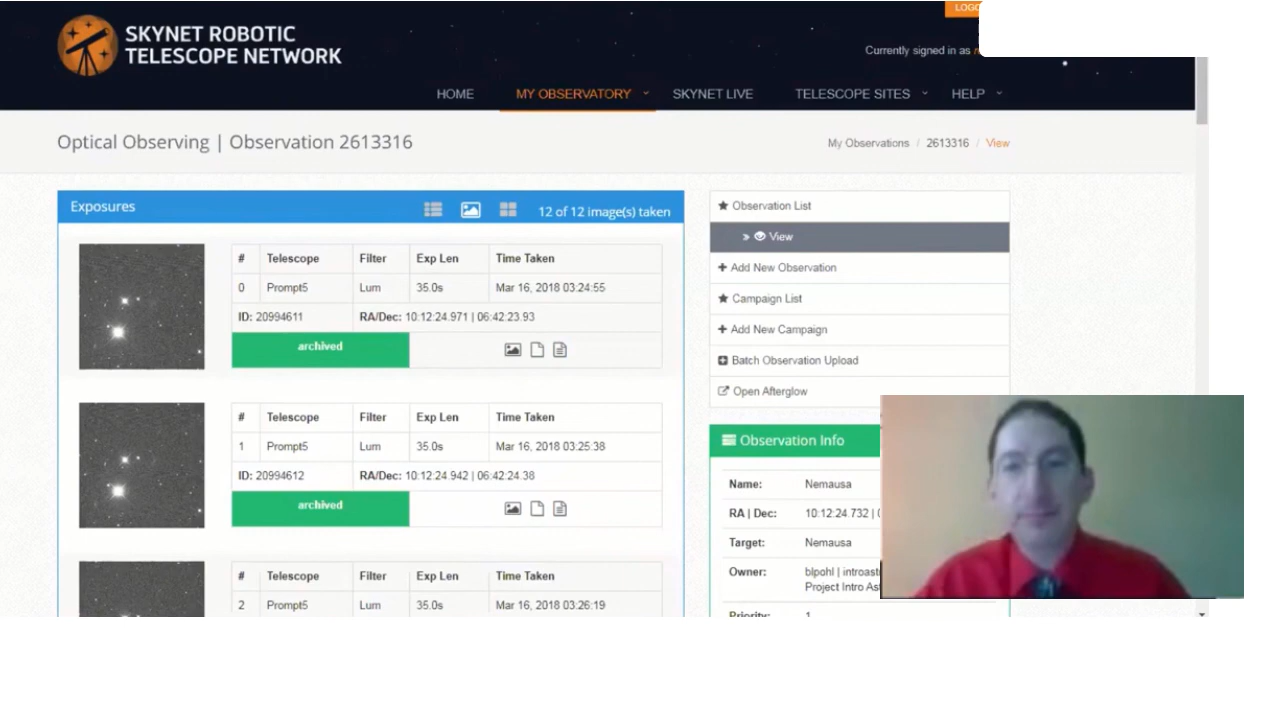 LOGO
SKYNET ROBOTIC
TELESCOPE NETWORK
Currently signed in as
HOME MY OBSERVATORY SKYNET LIVE TELESCOPE SITES HELP
Optical Observing | Observation 2613316
My Observations / 2613316 / View
Exposures
12 of 12 image(s) taken
# Telescope Filter Exp Len Time Taken
0 Prompt5 Lum 35.0s Mar 16, 2018 03:24:55
ID: 20994611 RA/Dec: 10:12:24.971 | 06:42:23.93
archived
# Telescope Filter Exp Len Time Taken
1 Prompt5 Lum 35.0s Mar 16, 2018 03:25:38
ID: 20994612 RA/Dec: 10:12:24.942 | 06:42:24.38
archived
# Telescope Filter Exp Len Time Taken
2 Prompt5 Lum 35.0s Mar 16, 2018 03:26:19
Observation List
» View
Add New Observation
Campaign List
Add New Campaign
Batch Observation Upload
Open Afterglow
Observation Info
Name: Nemausa
RA | Dec: 10:12:24.732 |
Target: Nemausa
Owner: blpohl | introast
Project Intro As
Priority: 1